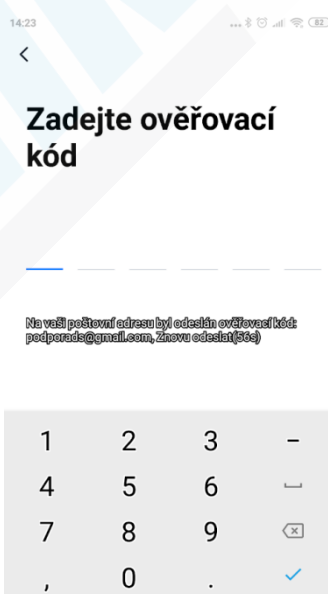 14:23
82
Zadejte ověřovací
kód
Na vaši poštovní adresu byl odeslán ověřovací kód:
podporads@gmail.com, Znovu odeslat(56s)
1 2 3 -
4 5 6
7 8 9
, 0 .